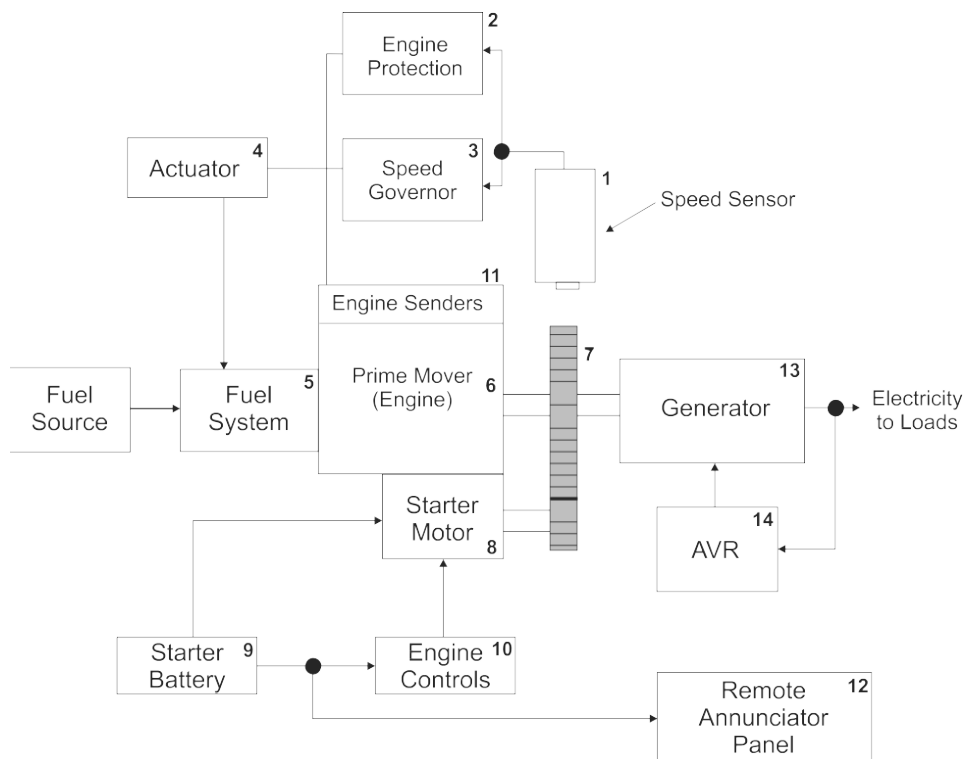 2
Engine
Protection
4
Actuator
3
Speed
Governor
1
Speed Sensor
11
Engine Senders
Fuel
Source
5
Fuel
System
Prime Mover
(Engine)
6
7
13
Generator
Electricity
to Loads
Starter
Motor
8
14
AVR
9
Starter
Battery
10
Engine
Controls
12
Remote
Annunciator
Panel